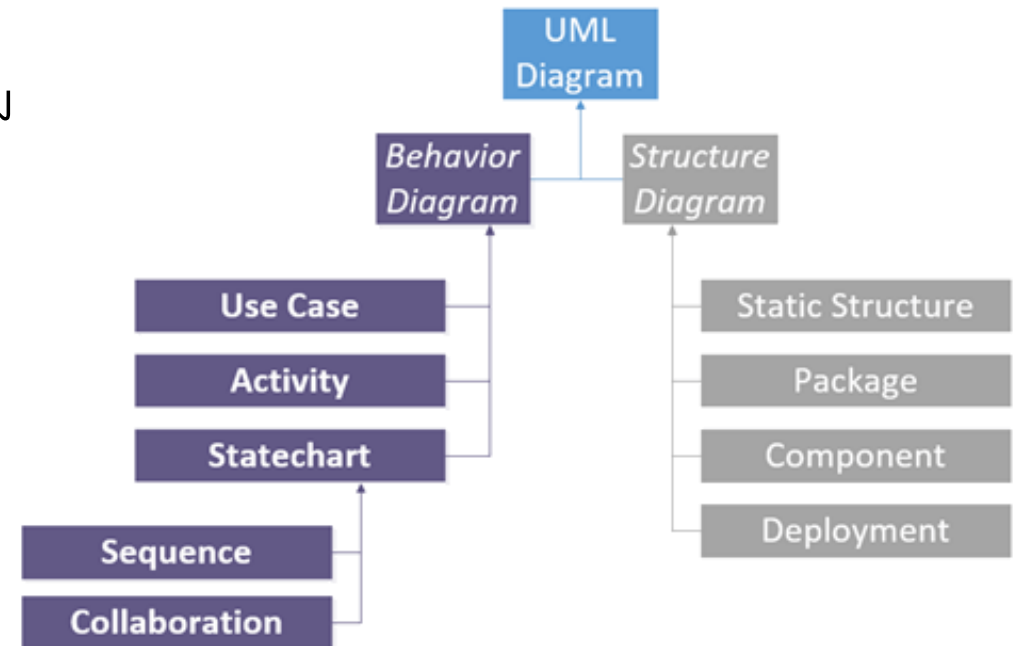 UML
Diagram
Behavior
Diagram
Structure
Diagram
Use Case
Activity
Statechart
Sequence
Collaboration
Static Structure
Package
Component
Deployment